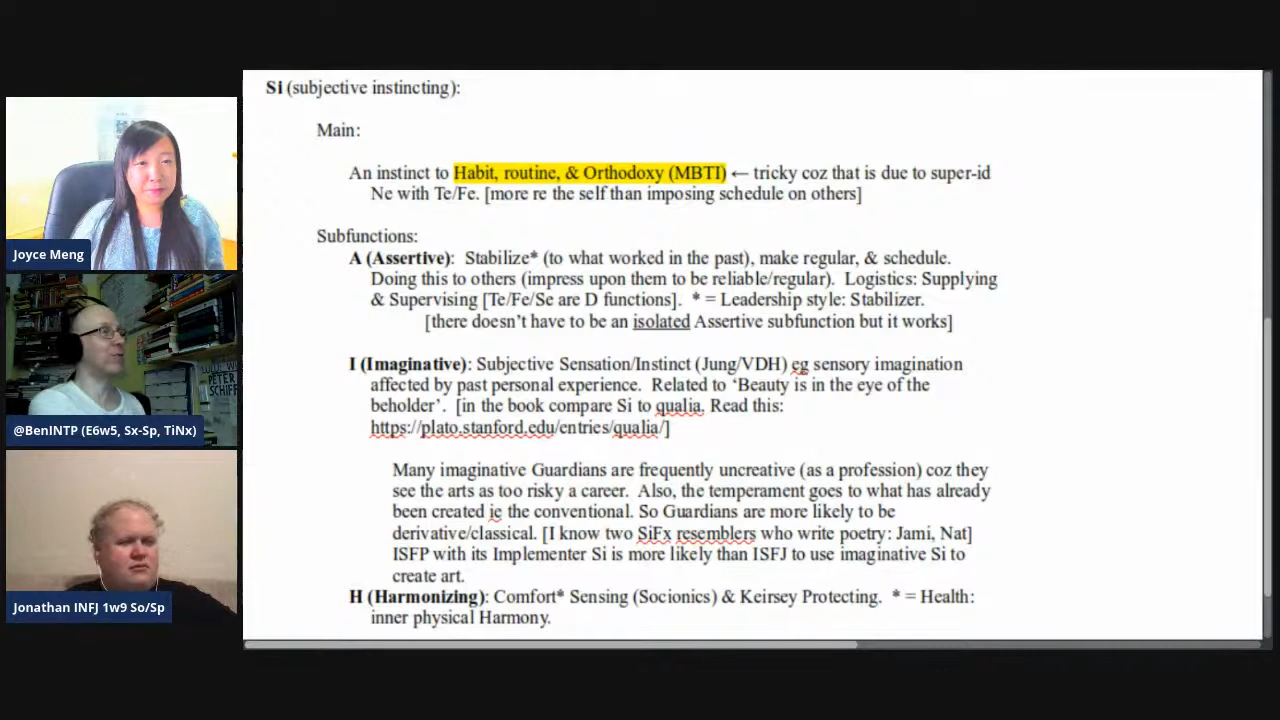 Si (subjective instincting):
Main:
An instinct to Habit, routine, & Orthodoxy (MBTI) ← tricky coz that is due to super-id
Ne with Te/Fe. [more re the self than imposing schedule on others]
Subfunctions:
A (Assertive): Stabilize* (to what worked in the past), make regular, & schedule.
Doing this to others (impress upon them to be reliable/regular). Logistics: Supplying
& Supervising [Te/Fe/Se are D functions]. * = Leadership style: Stabilizer.
[there doesn't have to be an isolated Assertive subfunction but it works]
I (Imaginative): Subjective Sensation/Instinct (Jung/VDH) eg sensory imagination
affected by past personal experience. Related to 'Beauty is in the eye of the
beholder'. [in the book compare Si to qualia. Read this:
https://plato.stanford.edu/entries/qualia/]
Many imaginative Guardians are frequently uncreative (as a profession) coz they
see the arts as too risky a career. Also, the temperament goes to what has already
been created ie the conventional. So Guardians are more likely to be
derivative/classical. [I know two SiFx resemblers who write poetry: Jami, Nat]
ISFP with its Implementer Si is more likely than ISFJ to use imaginative Si to
create art.
H (Harmonizing): Comfort* Sensing (Socionics) & Keirsey Protecting. * = Health:
inner physical Harmony.
Joyce Meng
PETER
SCHIFF
@BenINTP (E6w5, Sx-Sp, TiNx)
Jonathan INFJ 1w9 So/Sp